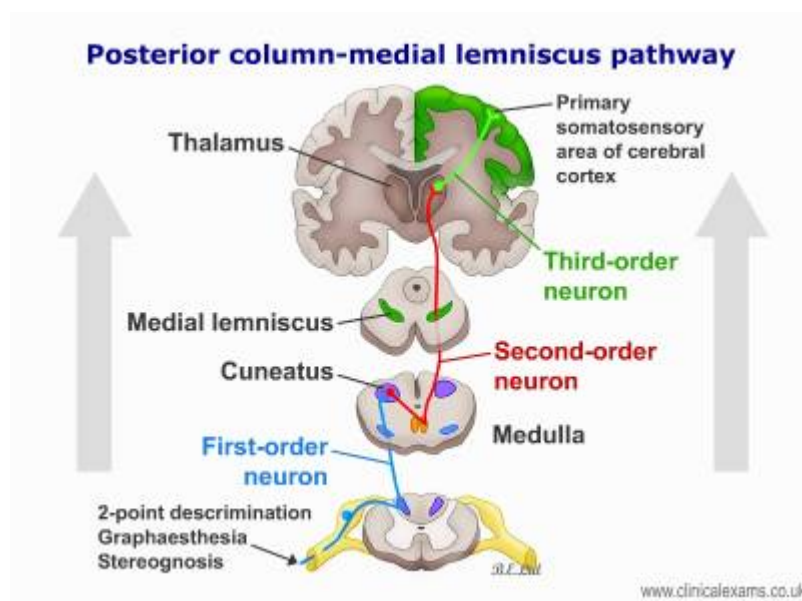 Posterior column-medial lemniscus pathway
Primary
somatosensory
area of cerebral
cortex
Thalamus
Third-order
neuron
Medial lemniscus
Second-order
neuron
Cuneatus
Medulla
First-order
neuron
2-point descrimination
Graphaesthesia
Stereognosis
www.clinicalexams.co.uk